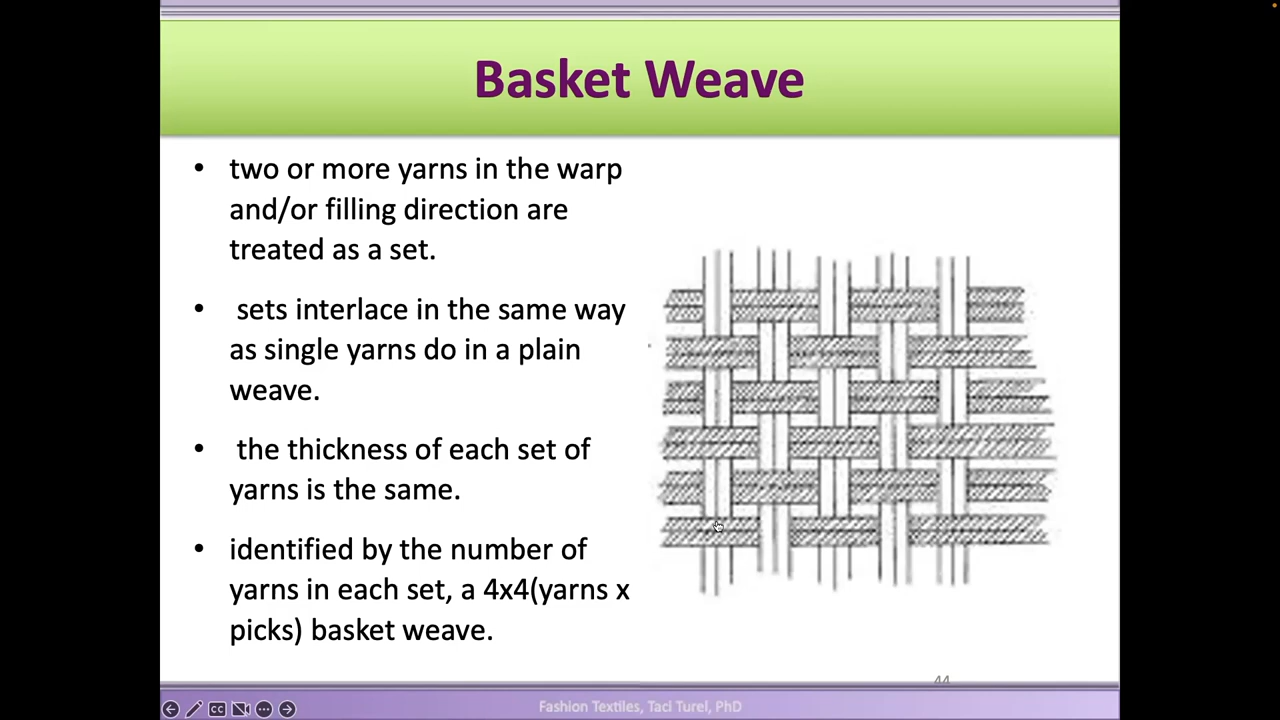 Basket Weave
• two or more yarns in the warp
and/or filling direction are
treated as a set.
• sets interlace in the same way
as single yarns do in a plain
weave.
• the thickness of each set of
yarns is the same.
• identified by the number of
yarns in each set, a 4x4(yarns x
picks) basket weave.
44
Fashion Textiles, Taci Turel, PhD
CC